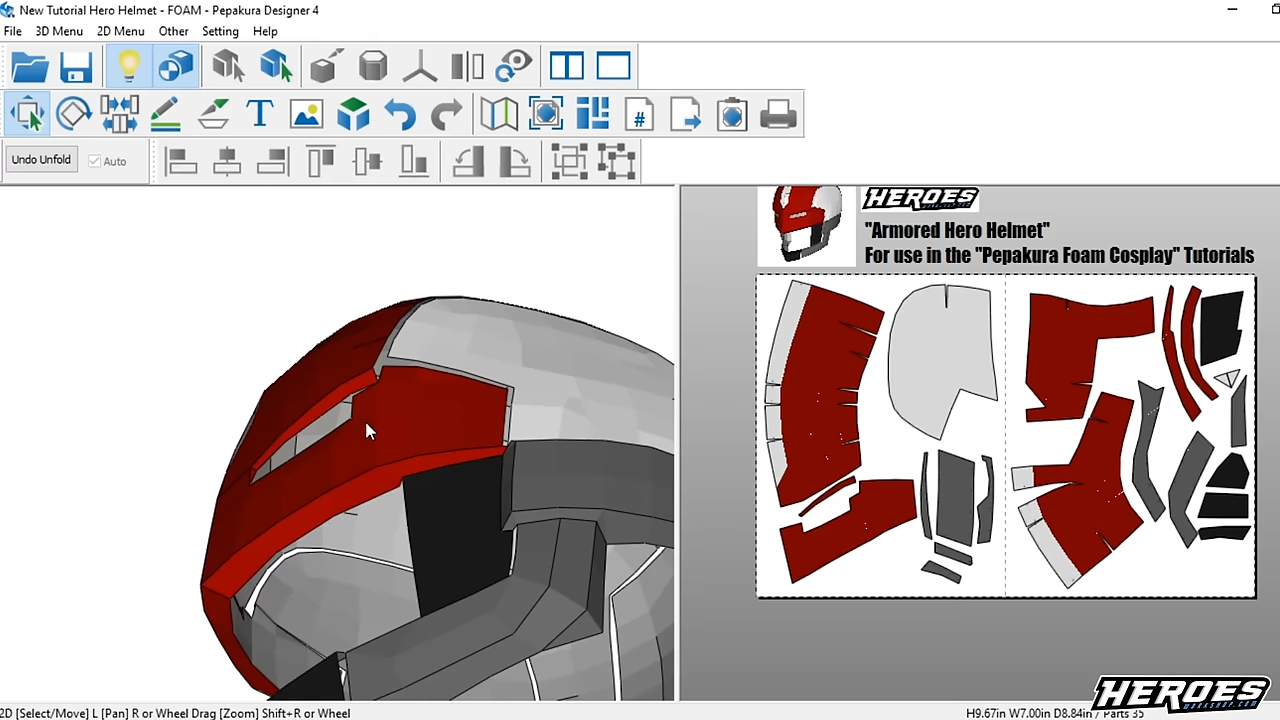 New Tutorial Hero Helmet - FOAM - Pepakura Designer 4
File 3D Menu 2D Menu Other Setting Help
T
#
Undo Unfold Auto
HEROES
"Armored Hero Helmet"
For use in the "Pepakura Foam Cosplay" Tutorials
HEROES
WORKSHOP.COM
2D [Select/Move] L [Pan] R or Wheel Drag [Zoom] Shift+R or Wheel H9.67in W7.00in D8.84in / Parts 35